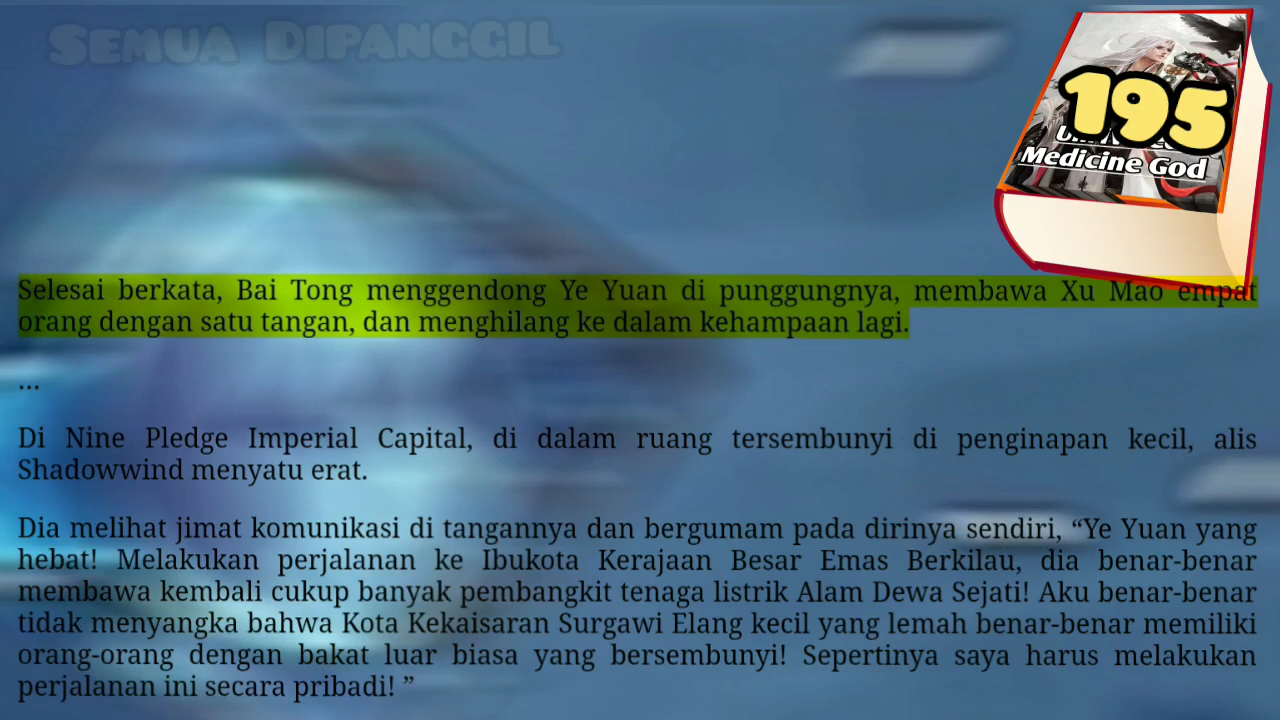 Semua Dipanggil
195
Medicine God
Selesai berkata, Bai Tong menggendong Ye Yuan di punggungnya, membawa Xu Mao empat
orang dengan satu tangan, dan menghilang ke dalam kehampaan lagi.
...
Di Nine Pledge Imperial Capital, di dalam ruang tersembunyi di penginapan kecil, alis
Shadowwind menyatu erat.
Dia melihat jimat komunikasi di tangannya dan bergumam pada dirinya sendiri, “Ye Yuan yang
hebat! Melakukan perjalanan ke Ibukota Kerajaan Besar Emas Berkilau, dia benar-benar
membawa kembali cukup banyak pembangkit tenaga listrik Alam Dewa Sejati! Aku benar-benar
tidak menyangka bahwa Kota Kekaisaran Surgawi Elang kecil yang lemah benar-benar memiliki
orang-orang dengan bakat luar biasa yang bersembunyi! Sepertinya saya harus melakukan
perjalanan ini secara pribadi! ”